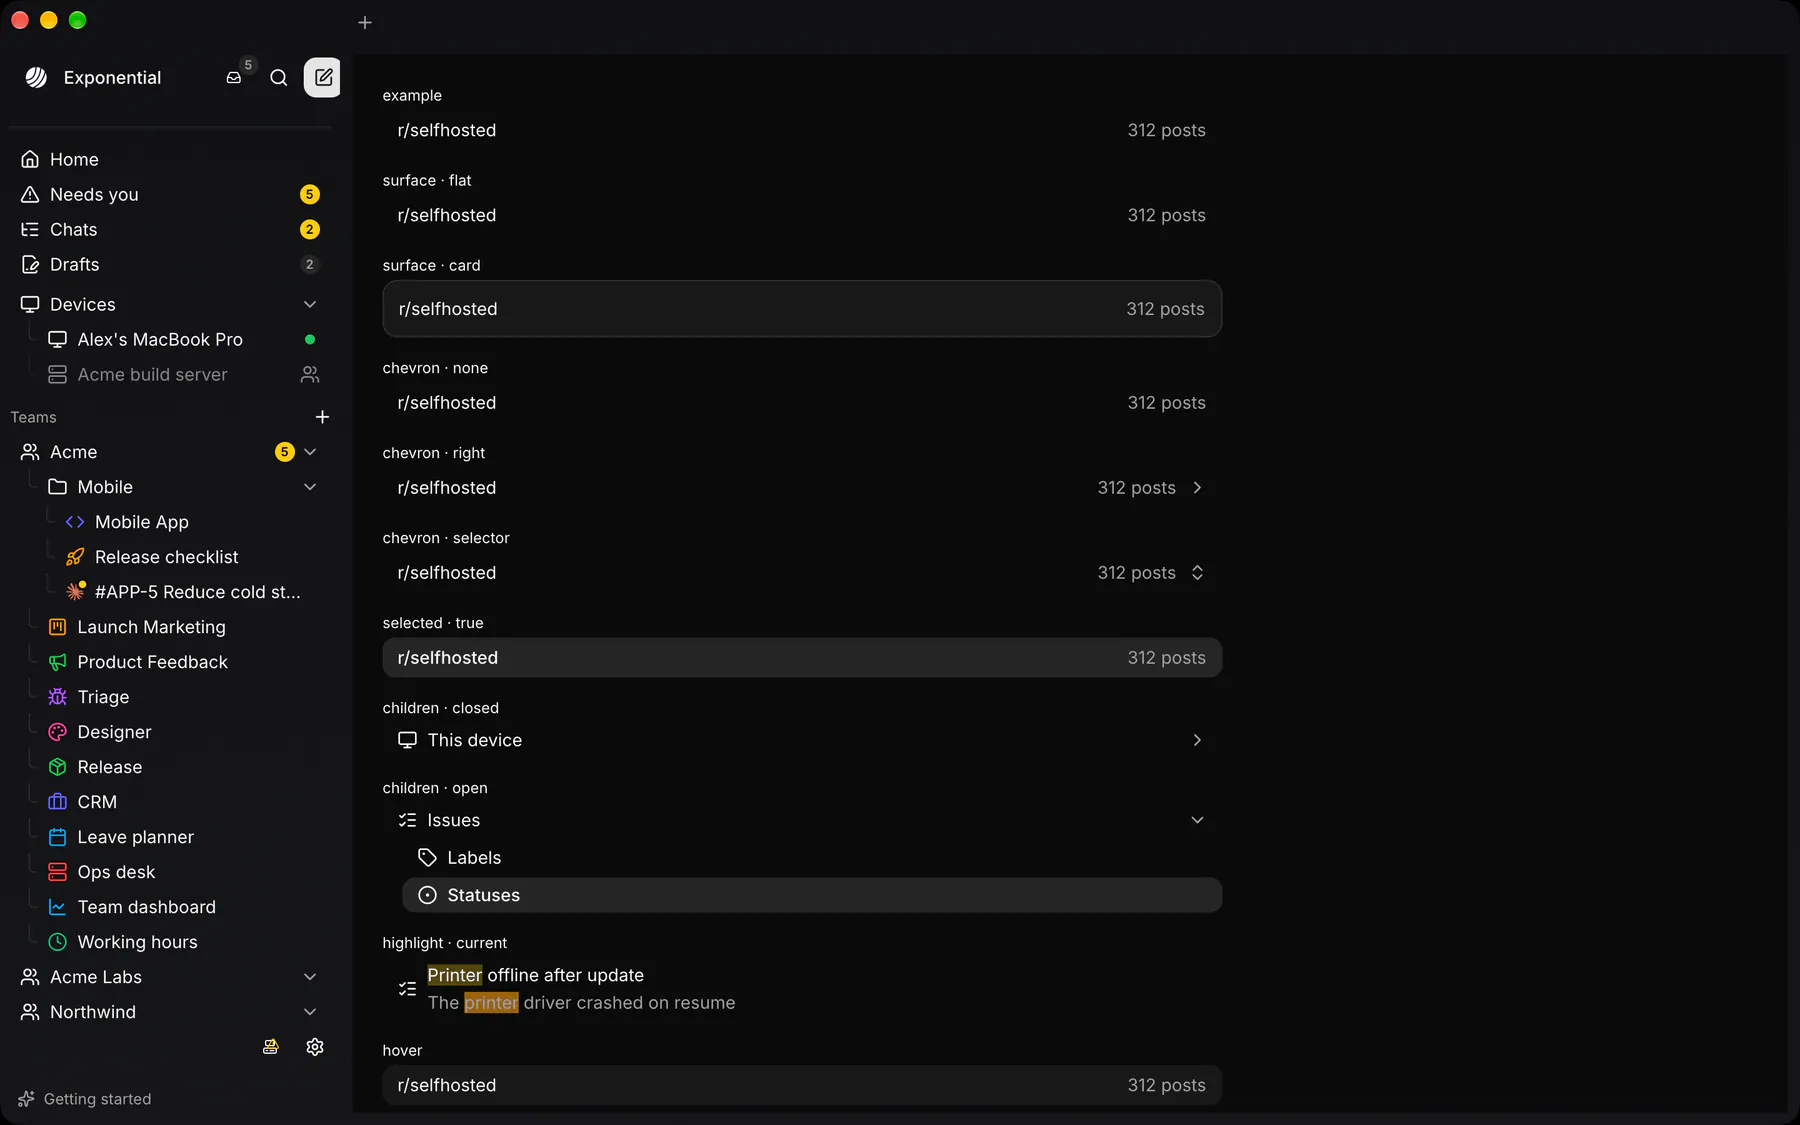 Exponential
5
Home
Needs you 5
Chats 2
Drafts 2
Devices
Alex's MacBook Pro
Acme build server
Teams
Acme 5
Mobile
Mobile App
Release checklist
#APP-5 Reduce cold st...
Launch Marketing
Product Feedback
Triage
Designer
Release
CRM
Leave planner
Ops desk
Team dashboard
Working hours
Acme Labs
Northwind
Getting started
example
r/selfhosted 312 posts
surface · flat
r/selfhosted 312 posts
surface · card
r/selfhosted 312 posts
chevron · none
r/selfhosted 312 posts
chevron · right
r/selfhosted 312 posts
chevron · selector
r/selfhosted 312 posts
selected · true
r/selfhosted 312 posts
children · closed
This device
children · open
Issues
Labels
Statuses
highlight · current
Printer offline after update
The printer driver crashed on resume
hover
r/selfhosted 312 posts